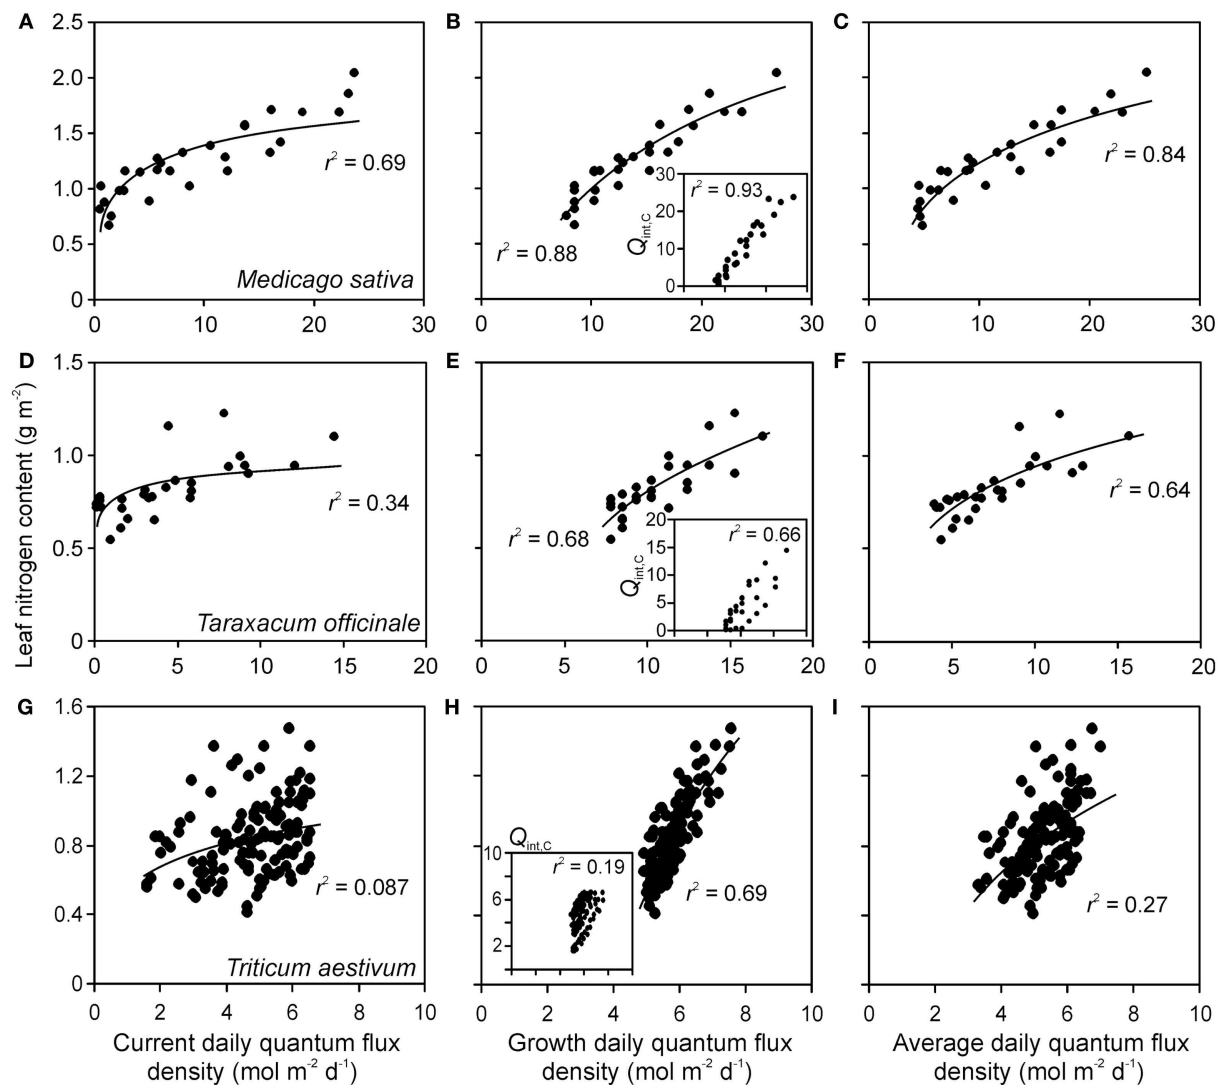 A
B
C
2.5
2.0
1.5
1.0
0.5
0
r² = 0.69
Medicago sativa
0 10 20 30
r² = 0.88
30
20
10
0
Qint,C
r² = 0.93
0 10 20 30
r² = 0.84
0 10 20 30
Leaf nitrogen content (g m⁻²)
D
E
F
1.5
1.0
0.5
0
r² = 0.34
Taraxacum officinale
0 5 10 15 20
r² = 0.68
20
15
10
5
0
Qint,C
r² = 0.66
0 5 10 15 20
r² = 0.64
0 5 10 15 20
G
H
I
1.6
1.2
0.8
0.4
0
r² = 0.087
Triticum aestivum
0 2 4 6 8 10
Qint,C
10
6
2
r² = 0.19
r² = 0.69
0 2 4 6 8 10
r² = 0.27
0 2 4 6 8 10
Current daily quantum flux
density (mol m⁻² d⁻¹)
Growth daily quantum flux
density (mol m⁻² d⁻¹)
Average daily quantum flux
density (mol m⁻² d⁻¹)